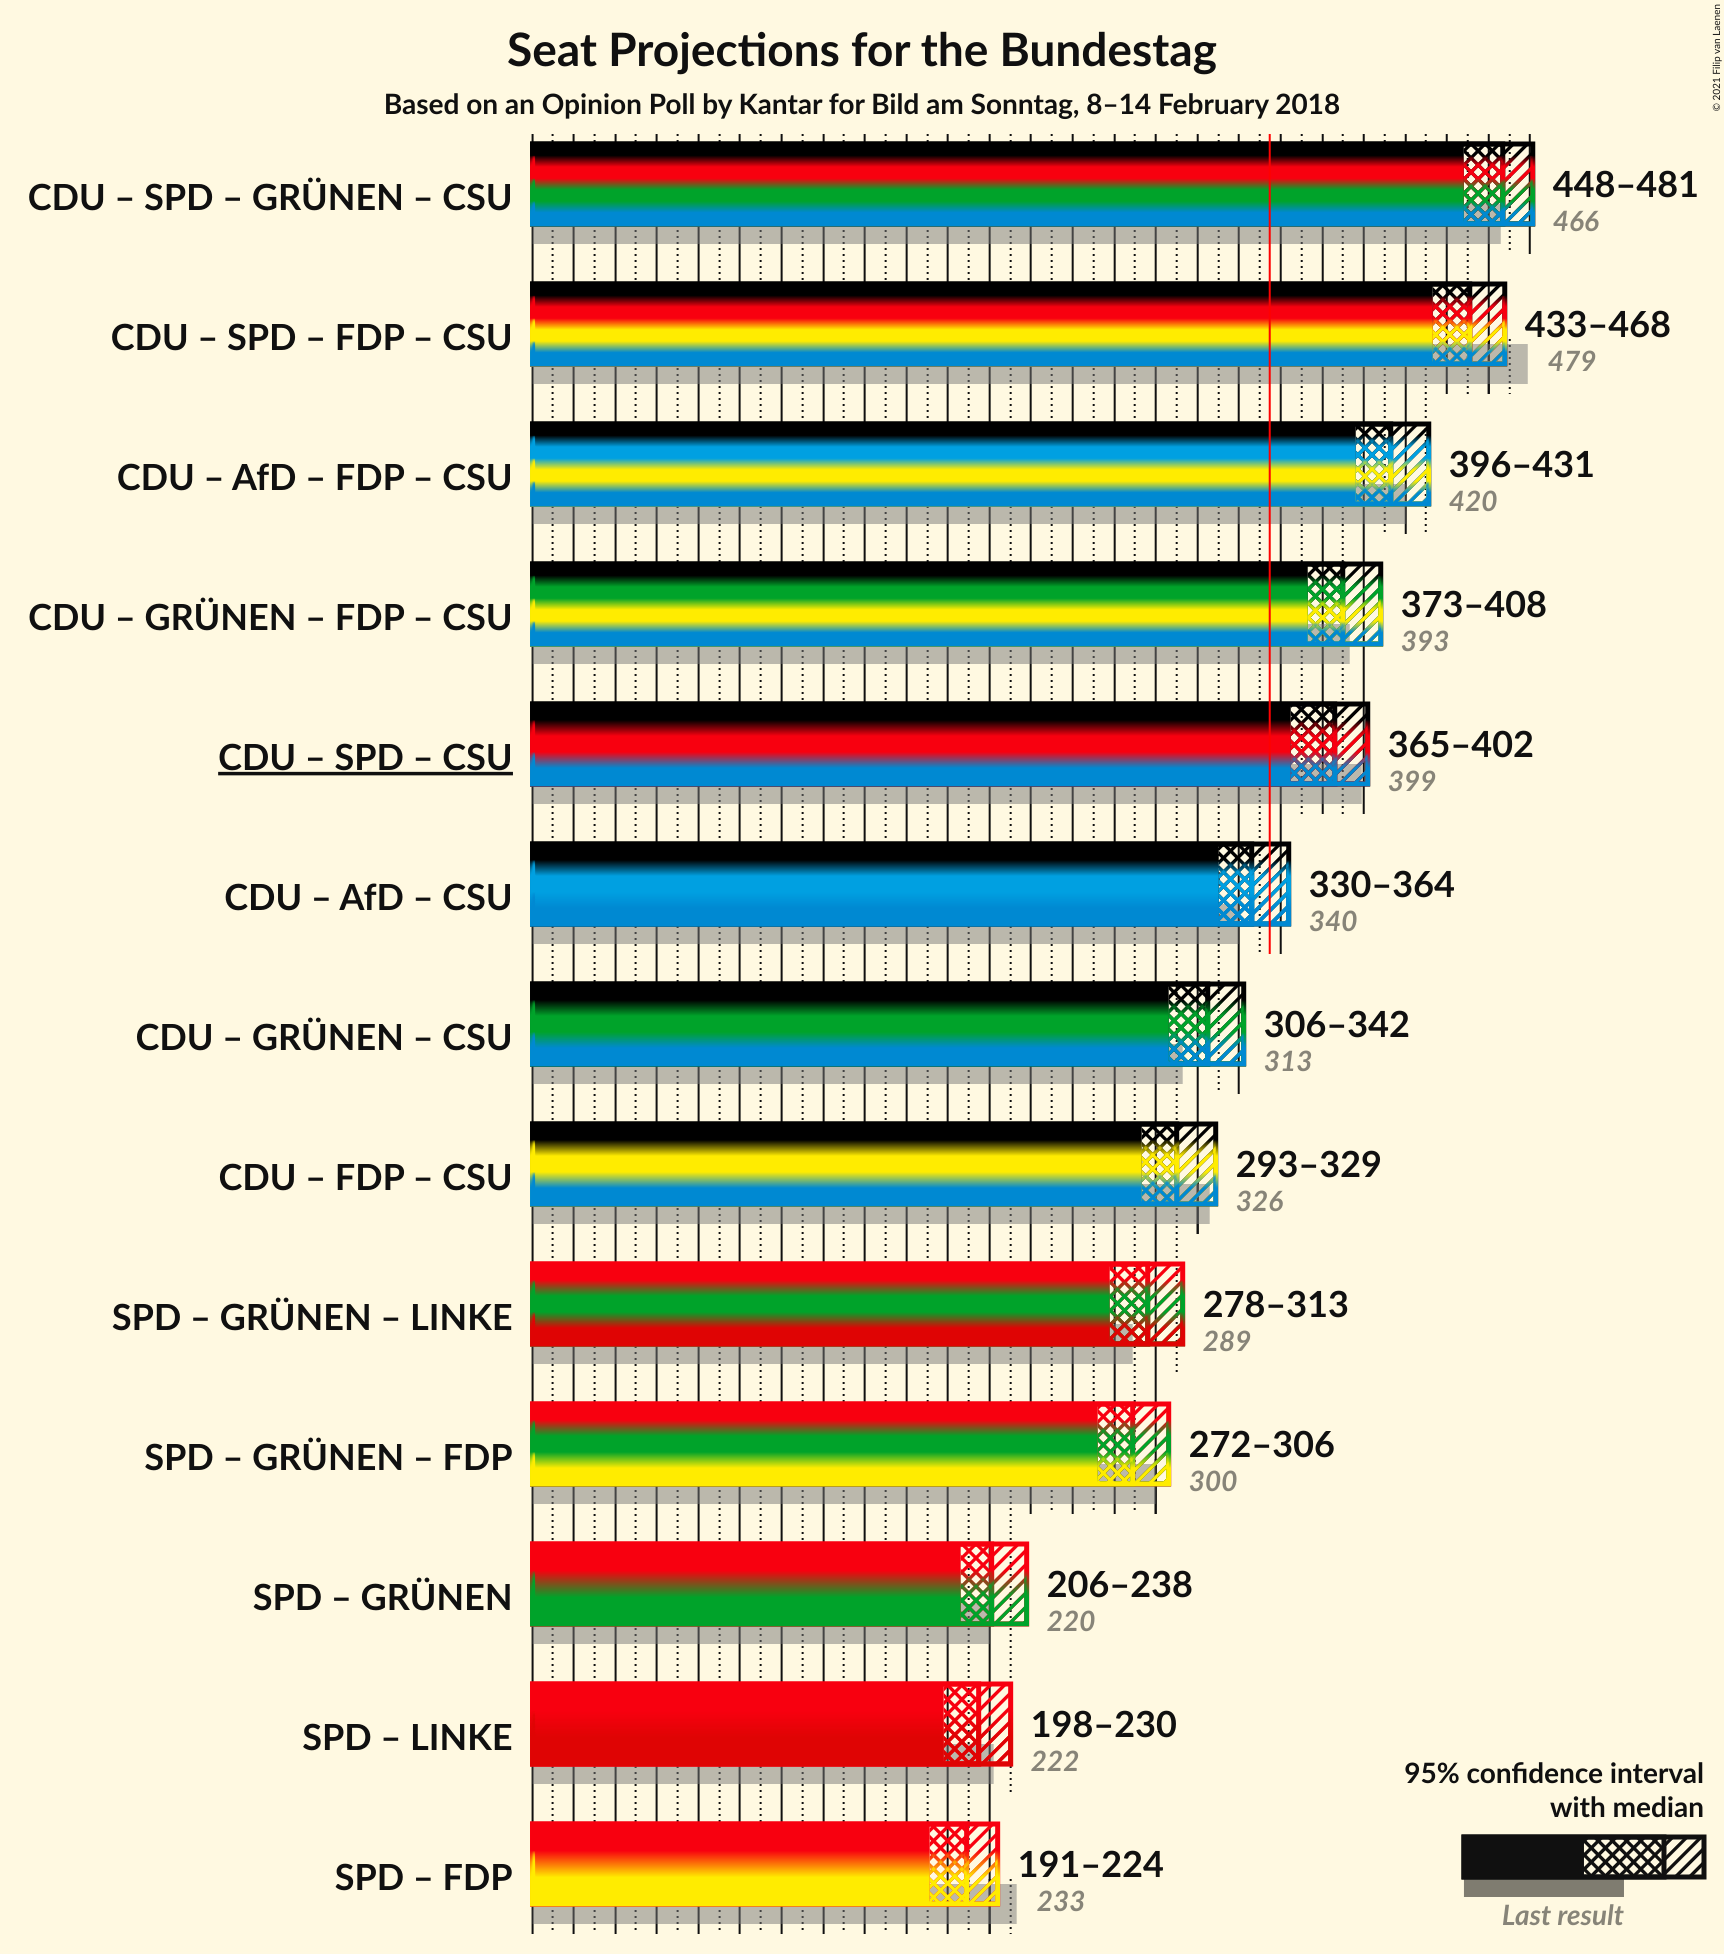 Seat Projections for the Bundestag
Based on an Opinion Poll by Kantar for Bild am Sonntag, 8–14 February 2018
© 2021 Filip van Laenen
CDU – SPD – GRÜNEN – CSU
448–481
466
CDU – SPD – FDP – CSU
433–468
479
CDU – AfD – FDP – CSU
396–431
420
CDU – GRÜNEN – FDP – CSU
373–408
393
CDU – SPD – CSU
365–402
399
CDU – AfD – CSU
330–364
340
CDU – GRÜNEN – CSU
306–342
313
CDU – FDP – CSU
293–329
326
SPD – GRÜNEN – LINKE
278–313
289
SPD – GRÜNEN – FDP
272–306
300
SPD – GRÜNEN
206–238
220
SPD – LINKE
198–230
222
SPD – FDP
191–224
233
95% confidence interval
with median
Last result